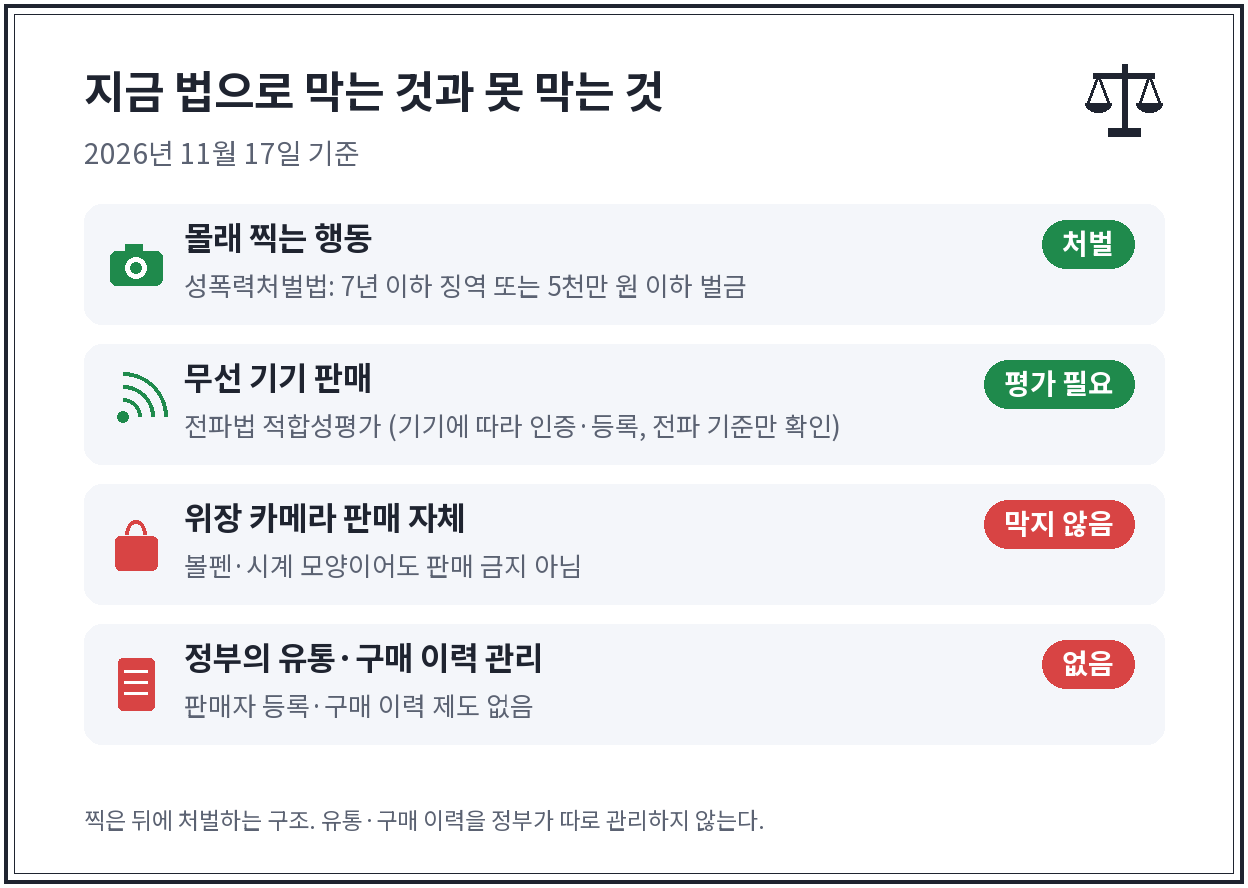 지금 법으로 막는 것과 못 막는 것
2026년 11월 17일 기준
몰래 찍는 행동
처벌
성폭력처벌법: 7년 이하 징역 또는 5천만 원 이하 벌금
무선 기기 판매
평가 필요
전파법 적합성평가 (기기에 따라 인증·등록, 전파 기준만 확인)
위장 카메라 판매 자체
막지 않음
볼펜·시계 모양이어도 판매 금지 아님
정부의 유통·구매 이력 관리
없음
판매자 등록·구매 이력 제도 없음
찍은 뒤에 처벌하는 구조. 유통·구매 이력을 정부가 따로 관리하지 않는다.